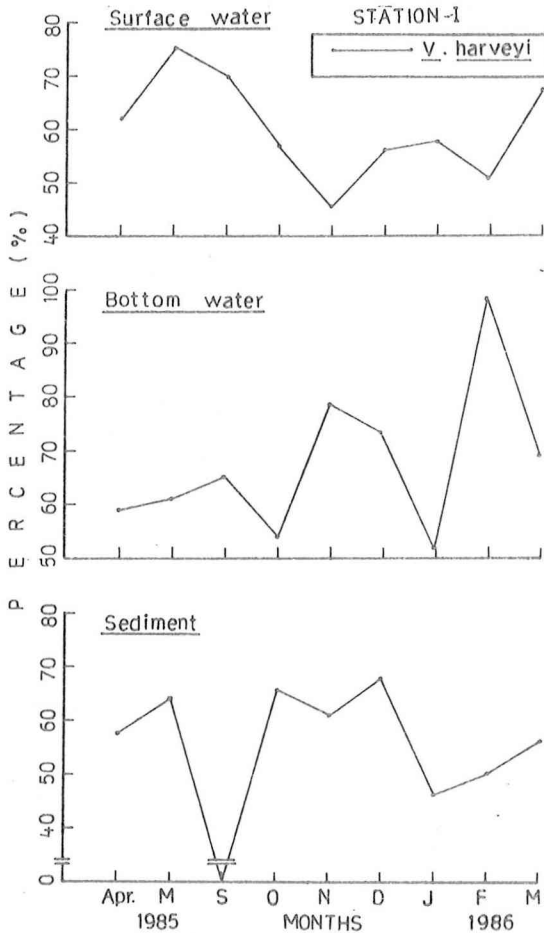 Surface water
STATION-I
V. harveyi
80
70
60
50
40
Bottom water
100
90
80
70
60
50
PERCENTAGE (%)
Sediment
80
70
60
50
40
0
Apr. M S O N D J F M
1985 MONTHS 1986